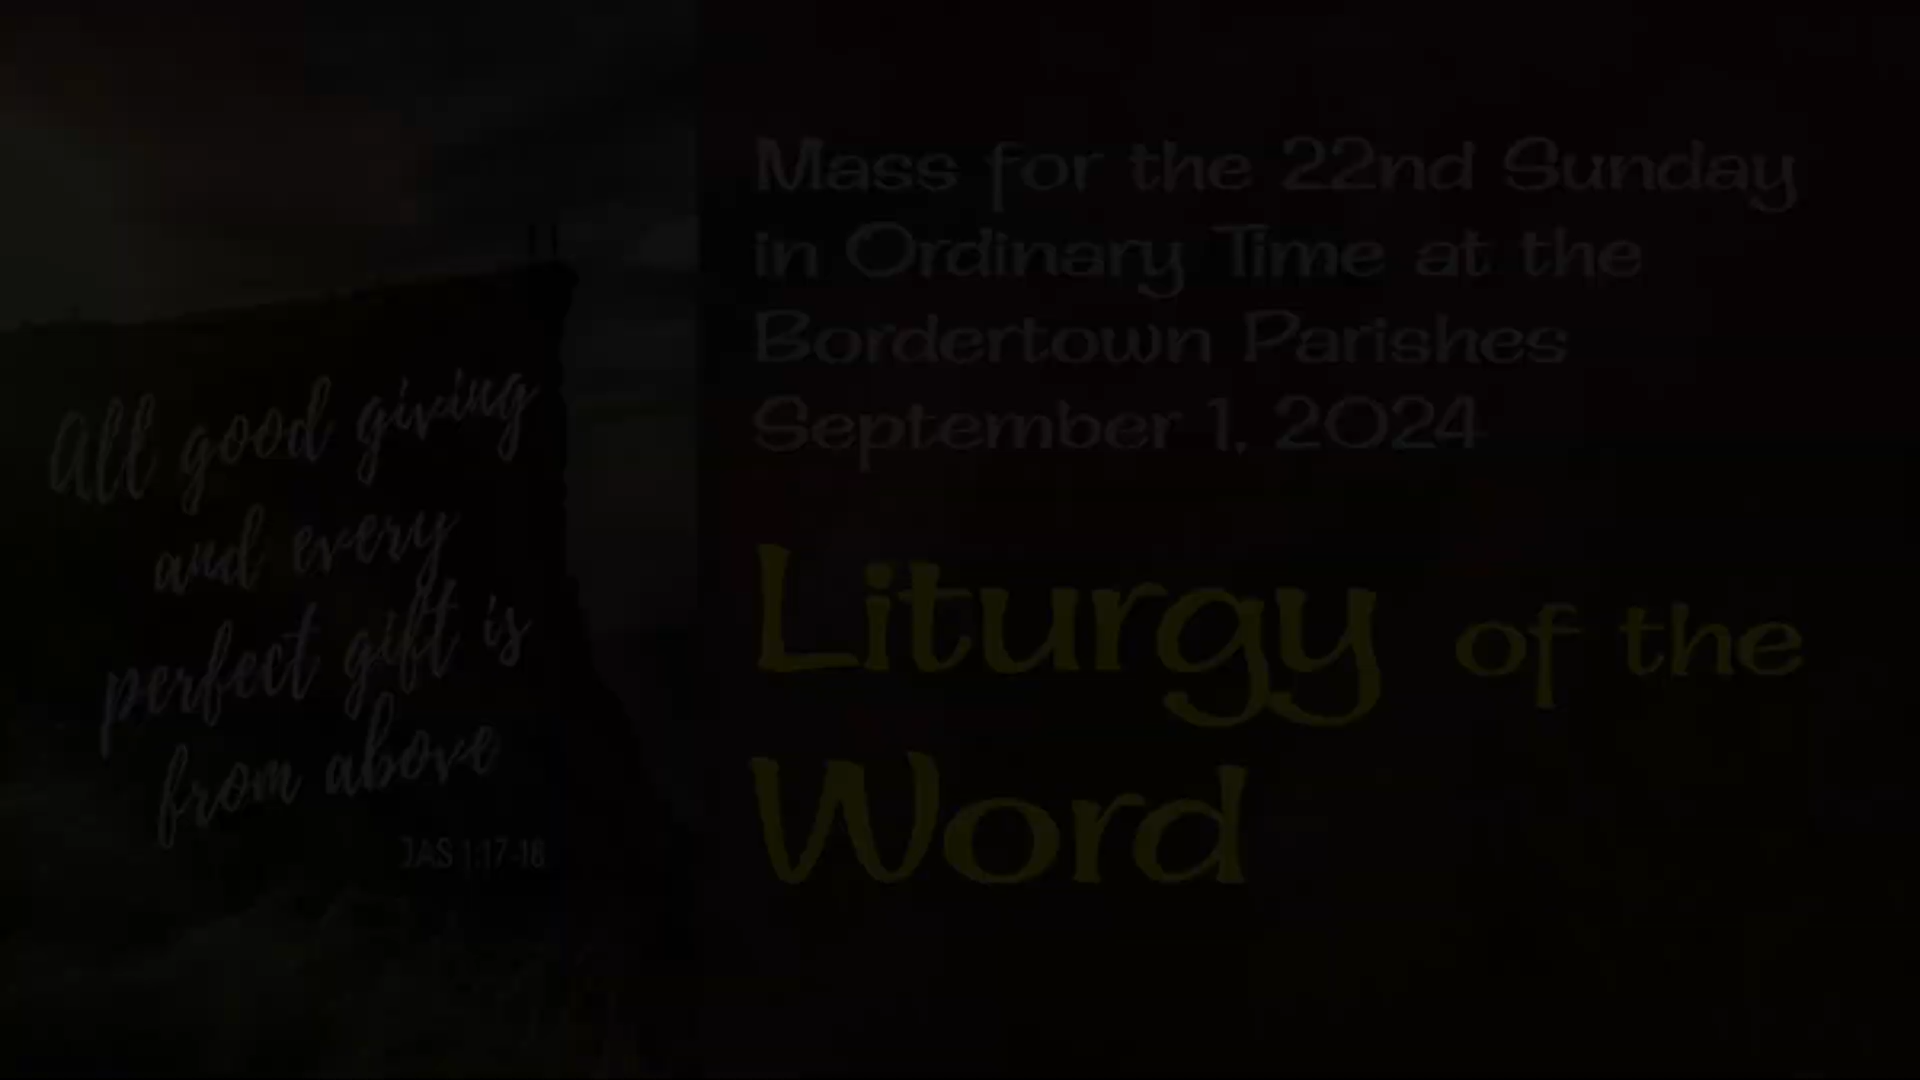 All good giving
and every
perfect gift is
from above
JAS 1:17-18
Mass for the 22nd Sunday
in Ordinary Time at the
Bordertown Parishes
September 1, 2024
Liturgy of the
Word